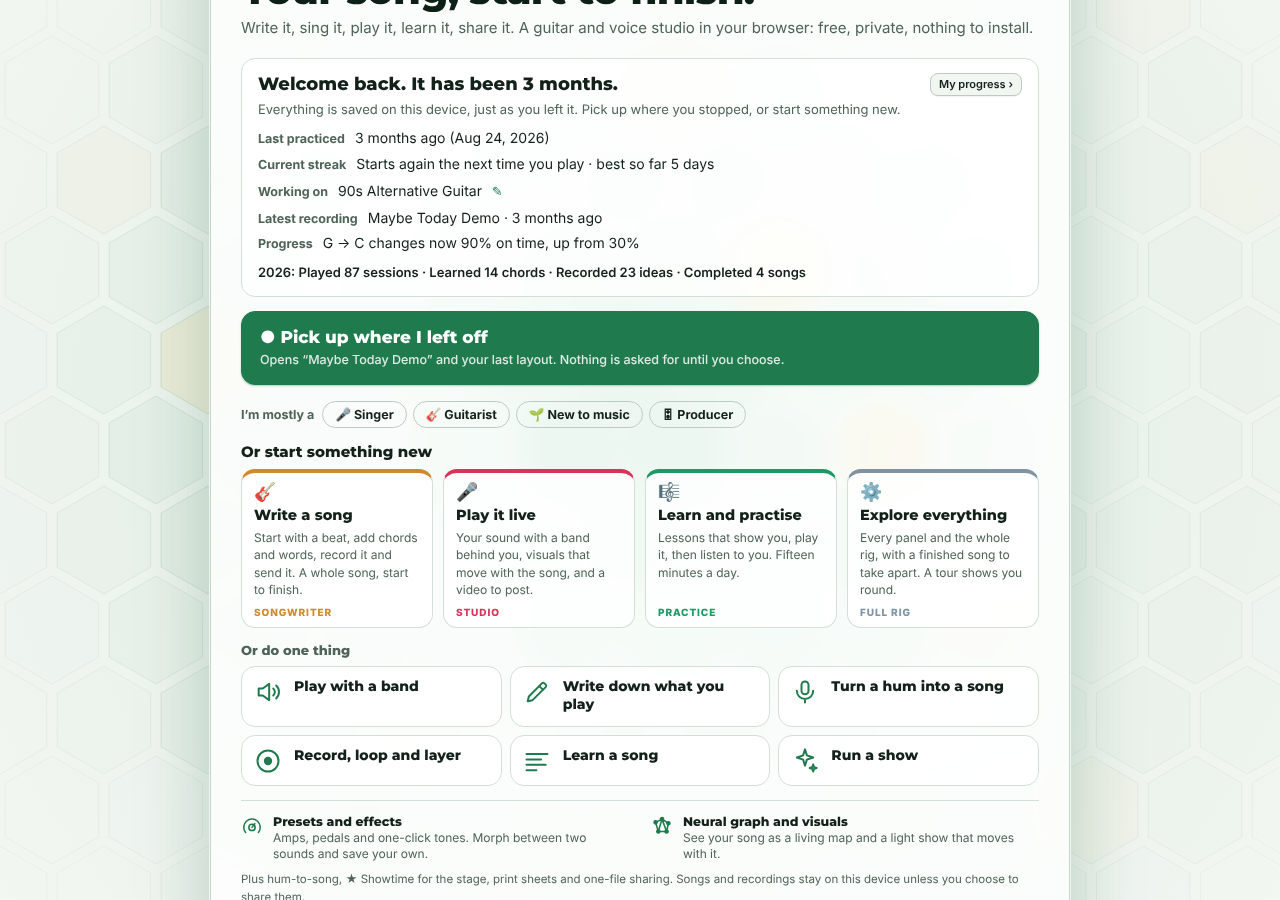 Your song, start to finish.
Write it, sing it, play it, learn it, share it. A guitar and voice studio in your browser: free, private, nothing to install.
Welcome back. It has been 3 months.
My progress ›
Everything is saved on this device, just as you left it. Pick up where you stopped, or start something new.
Last practiced 3 months ago (Aug 24, 2026)
Current streak Starts again the next time you play · best so far 5 days
Working on 90s Alternative Guitar ✎
Latest recording Maybe Today Demo · 3 months ago
Progress G → C changes now 90% on time, up from 30%
2026: Played 87 sessions · Learned 14 chords · Recorded 23 ideas · Completed 4 songs
● Pick up where I left off
Opens “Maybe Today Demo” and your last layout. Nothing is asked for until you choose.
I’m mostly a 🎤 Singer 🎸 Guitarist 🌱 New to music 🎛 Producer
Or start something new
Write a song
Start with a beat, add chords
and words, record it and
send it. A whole song, start
to finish.
SONGWRITER
Play it live
Your sound with a band
behind you, visuals that
move with the song, and a
video to post.
STUDIO
Learn and practise
Lessons that show you, play
it, then listen to you. Fifteen
minutes a day.
PRACTICE
Explore everything
Every panel and the whole
rig, with a finished song to
take apart. A tour shows you
round.
FULL RIG
Or do one thing
Play with a band
Write down what you
play
Turn a hum into a song
Record, loop and layer
Learn a song
Run a show
Presets and effects
Amps, pedals and one-click tones. Morph between two
sounds and save your own.
Neural graph and visuals
See your song as a living map and a light show that moves
with it.
Plus hum-to-song, ★ Showtime for the stage, print sheets and one-file sharing. Songs and recordings stay on this device unless you choose to
share them.